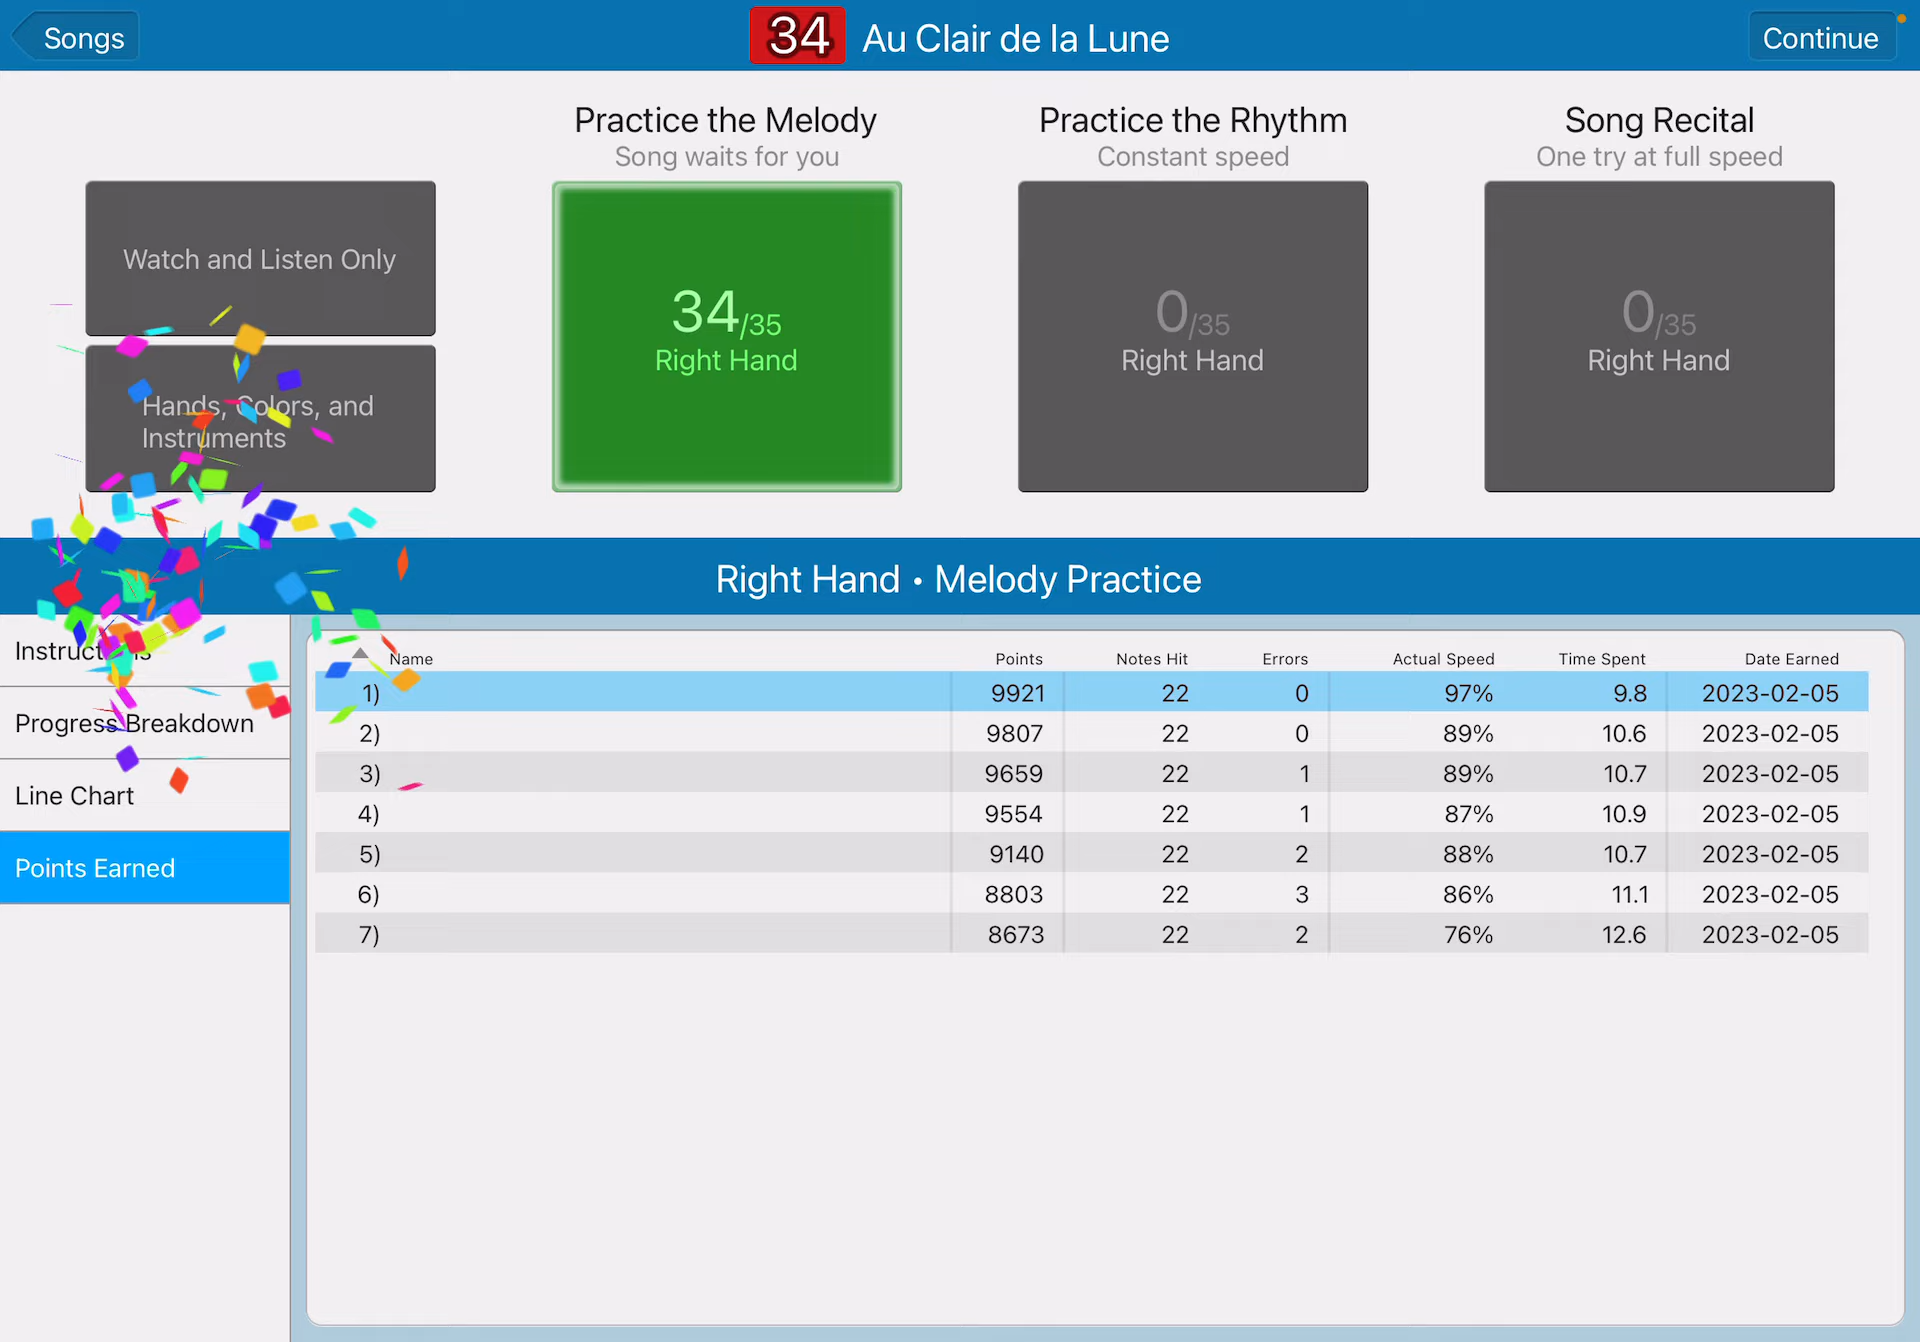 Songs
34 Au Clair de la Lune
Continue
Practice the Melody
Song waits for you
Practice the Rhythm
Constant speed
Song Recital
One try at full speed
Watch and Listen Only
Hands, Colors, and
Instruments
34/35
Right Hand
0/35
Right Hand
0/35
Right Hand
Right Hand • Melody Practice
Instructions
Progress Breakdown
Line Chart
Points Earned
Name Points Notes Hit Errors Actual Speed Time Spent Date Earned
1) 9921 22 0 97% 9.8 2023-02-05
2) 9807 22 0 89% 10.6 2023-02-05
3) 9659 22 1 89% 10.7 2023-02-05
4) 9554 22 1 87% 10.9 2023-02-05
5) 9140 22 2 88% 10.7 2023-02-05
6) 8803 22 3 86% 11.1 2023-02-05
7) 8673 22 2 76% 12.6 2023-02-05